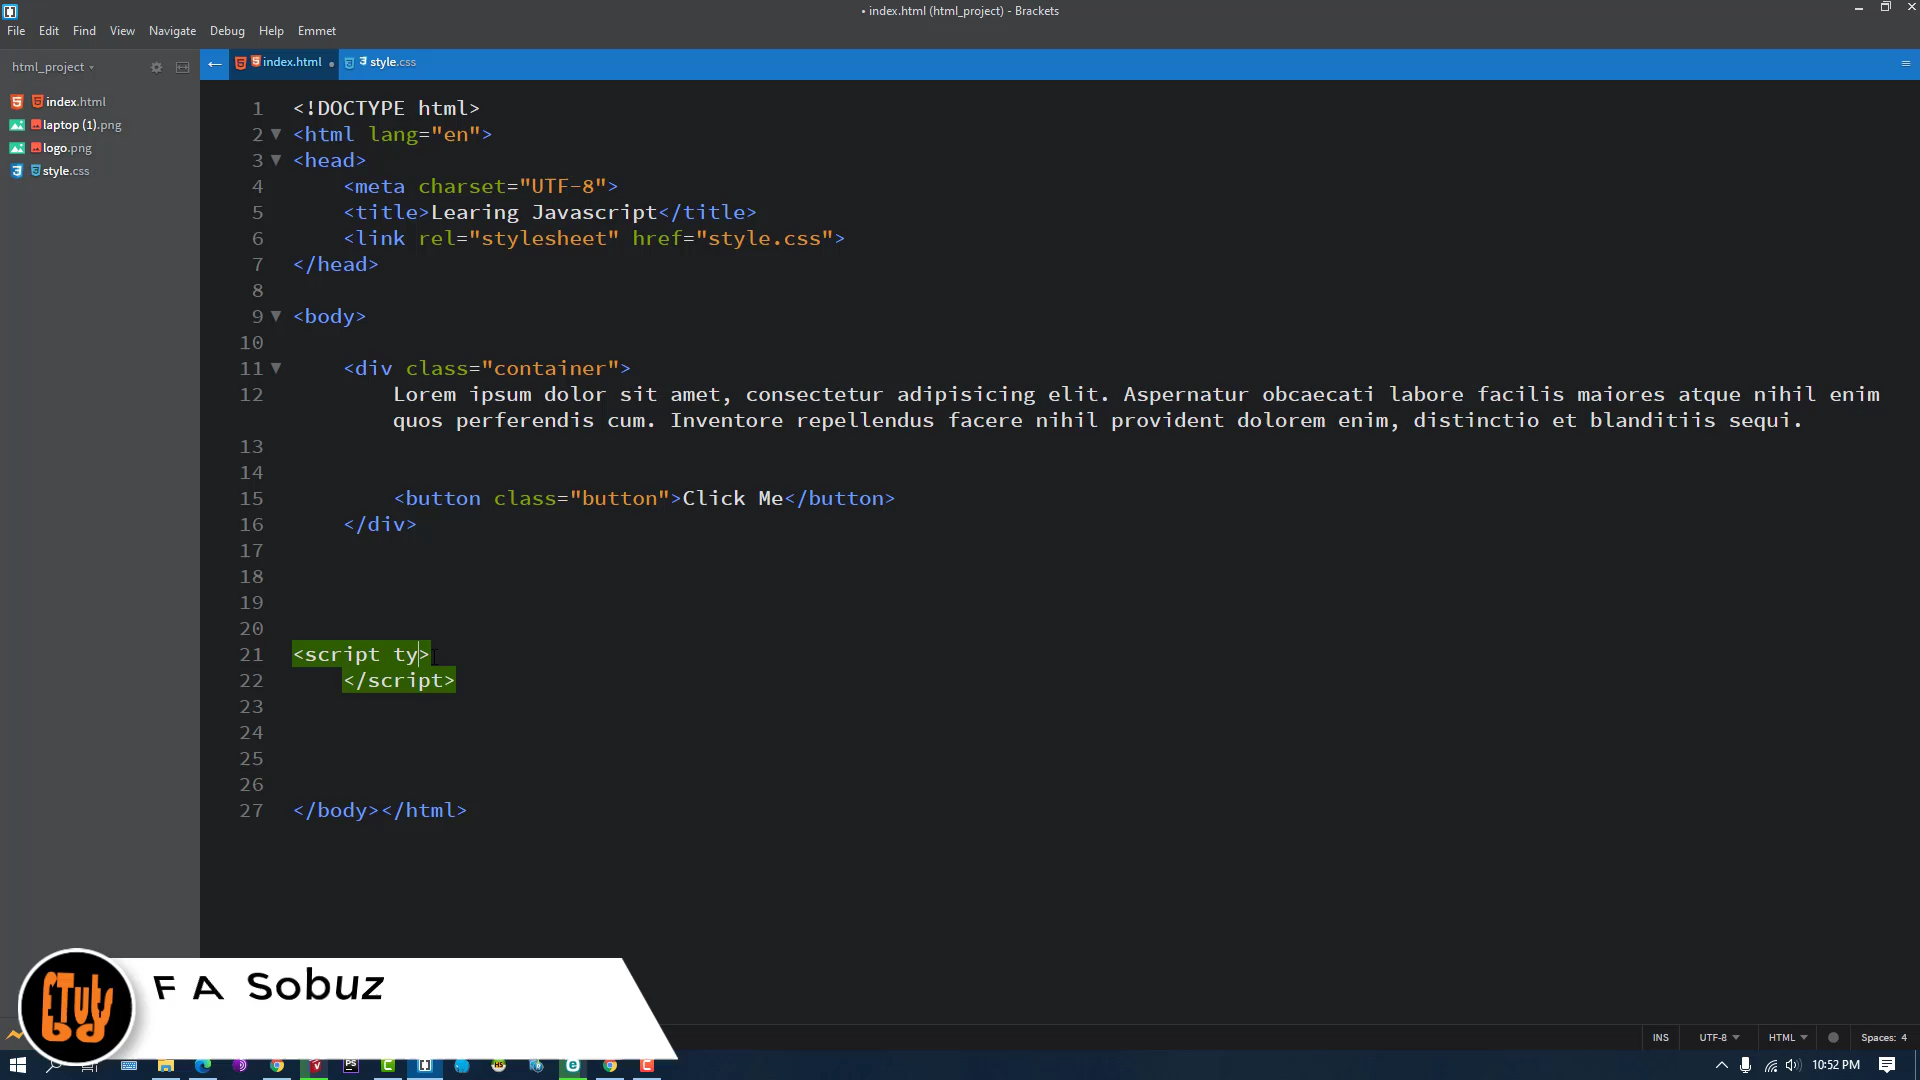 • index.html (html_project) - Brackets
File Edit Find View Navigate Debug Help Emmet
html_project
index.html
laptop (1).png
logo.png
style.css
index.html
style.css
1 <!DOCTYPE html>
2 <html lang="en">
3 <head>
4 <meta charset="UTF-8">
5 <title>Learing Javascript</title>
6 <link rel="stylesheet" href="style.css">
7 </head>
8
9 <body>
10
11 <div class="container">
12 Lorem ipsum dolor sit amet, consectetur adipisicing elit. Aspernatur obcaecati labore facilis maiores atque nihil enim
quos perferendis cum. Inventore repellendus facere nihil provident dolorem enim, distinctio et blanditiis sequi.
13
14
15 <button class="button">Click Me</button>
16 </div>
17
18
19
20
21 <script ty>
22 </script>
23
24
25
26
27 </body></html>
ETuts bd
F A Sobuz
INS UTF-8 HTML Spaces: 4
10:52 PM